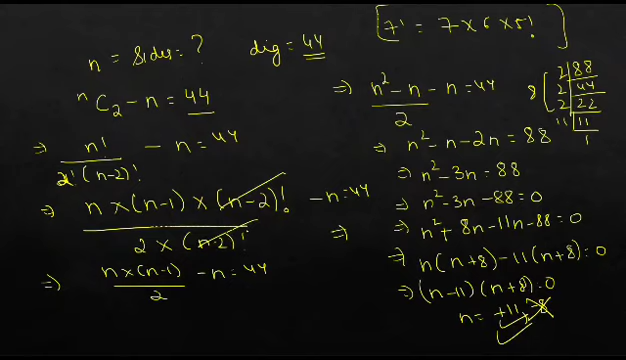 n = Sides = ?
dig = 44
ⁿC₂ - n = 44
⇒ n! / 2! (n-2)! - n = 44
⇒ n × (n-1) × (n-2)! / 2 × (n-2)! - n = 44
⇒ n × (n-1) / 2 - n = 44
[7! = 7 × 6 × 5!]
⇒ n² - n / 2 - n = 44
⇒ n² - n - 2n = 88
⇒ n² - 3n = 88
⇒ n² - 3n - 88 = 0
⇒ ⇒ n² + 8n - 11n - 88 = 0
⇒ n(n+8) - 11(n+8) = 0
⇒ (n-11)(n+8) = 0
n = +11, -8
2 | 88
8 [ 2 | 44
2 | 22
11 | 11
1